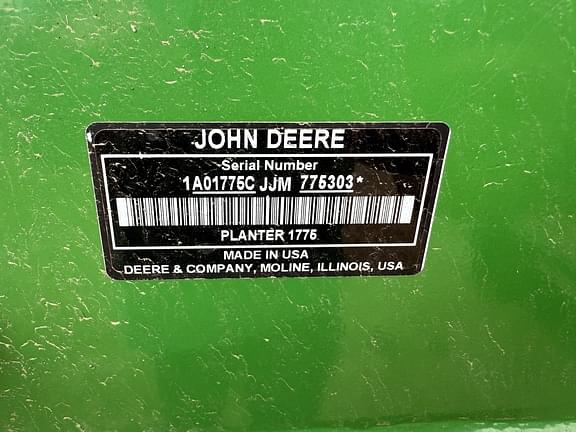 JOHN DEERE
Serial Number
1A01775C JJM 775303*
PLANTER 1775
MADE IN USA
DEERE & COMPANY, MOLINE, ILLINOIS, USA